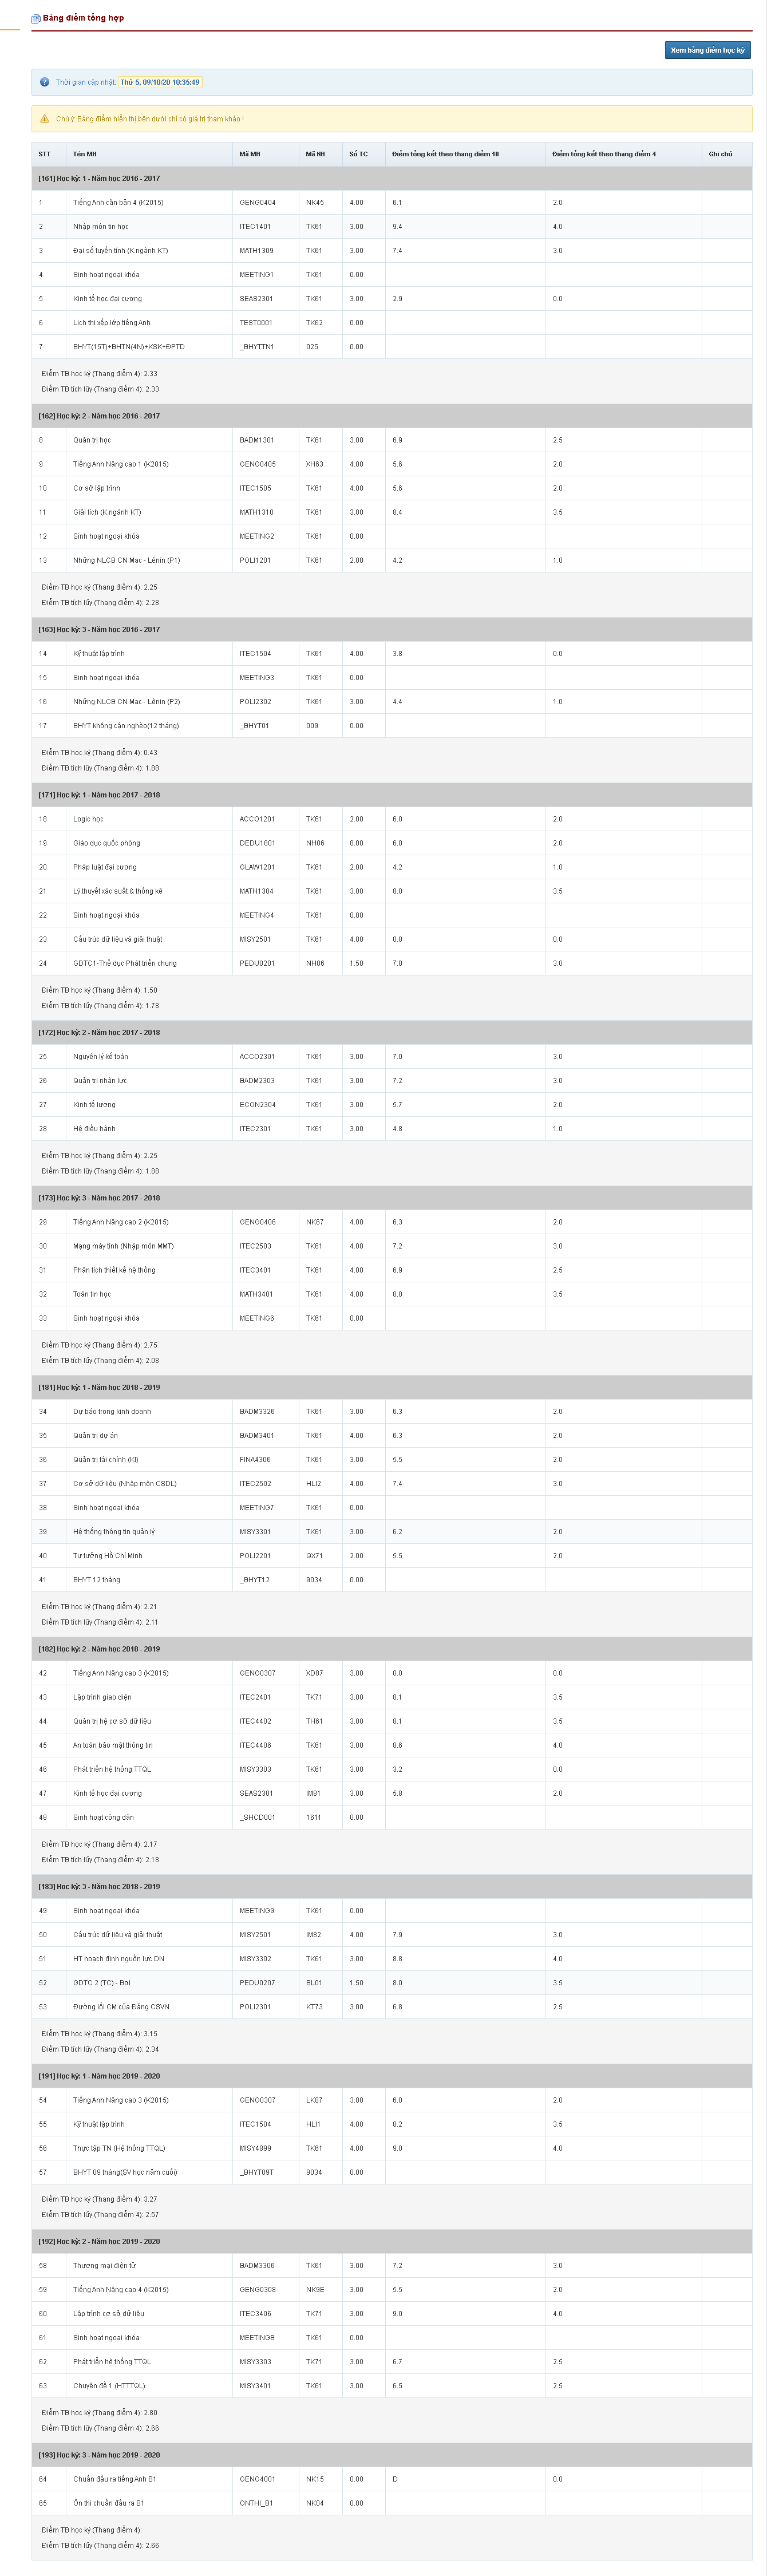 Bảng điểm tổng hợp
Xem bảng điểm học kỳ
Thời gian cập nhật: Thứ 5, 09/10/20 10:35:49
Chú ý: Bảng điểm hiển thị bên dưới chỉ có giá trị tham khảo !
STT Tên MH Mã MH Mã NH Số TC Điểm tổng kết theo thang điểm 10 Điểm tổng kết theo thang điểm 4 Ghi chú
[161] Học kỳ: 1 - Năm học 2016 - 2017
1 Tiếng Anh căn bản 4 (K2015) GENG0404 NK45 4.00 6.1 2.0
2 Nhập môn tin học ITEC1401 TK61 3.00 9.4 4.0
3 Đại số tuyến tính (K.ngành KT) MATH1309 TK61 3.00 7.4 3.0
4 Sinh hoạt ngoại khóa MEETING1 TK61 0.00
5 Kinh tế học đại cương SEAS2301 TK61 3.00 2.9 0.0
6 Lịch thi xếp lớp tiếng Anh TEST0001 TK62 0.00
7 BHYT(15T)+BHTN(4N)+KSK+ĐPTD _BHYTTN1 025 0.00
Điểm TB học kỳ (Thang điểm 4): 2.33
Điểm TB tích lũy (Thang điểm 4): 2.33
[162] Học kỳ: 2 - Năm học 2016 - 2017
8 Quản trị học BADM1301 TK61 3.00 6.9 2.5
9 Tiếng Anh Nâng cao 1 (K2015) GENG0405 XH63 4.00 5.6 2.0
10 Cơ sở lập trình ITEC1505 TK61 4.00 5.6 2.0
11 Giải tích (K.ngành KT) MATH1310 TK61 3.00 8.4 3.5
12 Sinh hoạt ngoại khóa MEETING2 TK61 0.00
13 Những NLCB CN Mac - Lênin (P1) POLI1201 TK61 2.00 4.2 1.0
Điểm TB học kỳ (Thang điểm 4): 2.25
Điểm TB tích lũy (Thang điểm 4): 2.28
[163] Học kỳ: 3 - Năm học 2016 - 2017
14 Kỹ thuật lập trình ITEC1504 TK61 4.00 3.8 0.0
15 Sinh hoạt ngoại khóa MEETING3 TK61 0.00
16 Những NLCB CN Mac - Lênin (P2) POLI2302 TK61 3.00 4.4 1.0
17 BHYT không cận nghèo(12 tháng) _BHYT01 009 0.00
Điểm TB học kỳ (Thang điểm 4): 0.43
Điểm TB tích lũy (Thang điểm 4): 1.88
[171] Học kỳ: 1 - Năm học 2017 - 2018
18 Logic học ACCO1201 TK61 2.00 6.0 2.0
19 Giáo dục quốc phòng DEDU1801 NH06 8.00 6.0 2.0
20 Pháp luật đại cương GLAW1201 TK61 2.00 4.2 1.0
21 Lý thuyết xác suất & thống kê MATH1304 TK61 3.00 8.0 3.5
22 Sinh hoạt ngoại khóa MEETING4 TK61 0.00
23 Cấu trúc dữ liệu và giải thuật MISY2501 TK61 4.00 0.0 0.0
24 GDTC1-Thể dục Phát triển chung PEDU0201 NH06 1.50 7.0 3.0
Điểm TB học kỳ (Thang điểm 4): 1.50
Điểm TB tích lũy (Thang điểm 4): 1.78
[172] Học kỳ: 2 - Năm học 2017 - 2018
25 Nguyên lý kế toán ACCO2301 TK61 3.00 7.0 3.0
26 Quản trị nhân lực BADM2303 TK61 3.00 7.2 3.0
27 Kinh tế lượng ECON2304 TK61 3.00 5.7 2.0
28 Hệ điều hành ITEC2301 TK61 3.00 4.8 1.0
Điểm TB học kỳ (Thang điểm 4): 2.25
Điểm TB tích lũy (Thang điểm 4): 1.88
[173] Học kỳ: 3 - Năm học 2017 - 2018
29 Tiếng Anh Nâng cao 2 (K2015) GENG0406 NK67 4.00 6.3 2.0
30 Mạng máy tính (Nhập môn MMT) ITEC2503 TK61 4.00 7.2 3.0
31 Phân tích thiết kế hệ thống ITEC3401 TK61 4.00 6.9 2.5
32 Toán tin học MATH3401 TK61 4.00 8.0 3.5
33 Sinh hoạt ngoại khóa MEETING6 TK61 0.00
Điểm TB học kỳ (Thang điểm 4): 2.75
Điểm TB tích lũy (Thang điểm 4): 2.08
[181] Học kỳ: 1 - Năm học 2018 - 2019
34 Dự báo trong kinh doanh BADM3326 TK61 3.00 6.3 2.0
35 Quản trị dự án BADM3401 TK61 4.00 6.3 2.0
36 Quản trị tài chính (KI) FINA4306 TK61 3.00 5.5 2.0
37 Cơ sở dữ liệu (Nhập môn CSDL) ITEC2502 HLI2 4.00 7.4 3.0
38 Sinh hoạt ngoại khóa MEETING7 TK61 0.00
39 Hệ thống thông tin quản lý MISY3301 TK61 3.00 6.2 2.0
40 Tư tưởng Hồ Chí Minh POLI2201 QX71 2.00 5.5 2.0
41 BHYT 12 tháng _BHYT12 9034 0.00
Điểm TB học kỳ (Thang điểm 4): 2.21
Điểm TB tích lũy (Thang điểm 4): 2.11
[182] Học kỳ: 2 - Năm học 2018 - 2019
42 Tiếng Anh Nâng cao 3 (K2015) GENG0307 XD87 3.00 0.0 0.0
43 Lập trình giao diện ITEC2401 TK71 3.00 8.1 3.5
44 Quản trị hệ cơ sở dữ liệu ITEC4402 TH61 3.00 8.1 3.5
45 An toàn bảo mật thông tin ITEC4406 TK61 3.00 8.6 4.0
46 Phát triển hệ thống TTQL MISY3303 TK61 3.00 3.2 0.0
47 Kinh tế học đại cương SEAS2301 IM81 3.00 5.8 2.0
48 Sinh hoạt công dân _SHCD001 1611 0.00
Điểm TB học kỳ (Thang điểm 4): 2.17
Điểm TB tích lũy (Thang điểm 4): 2.18
[183] Học kỳ: 3 - Năm học 2018 - 2019
49 Sinh hoạt ngoại khóa MEETING9 TK61 0.00
50 Cấu trúc dữ liệu và giải thuật MISY2501 IM82 4.00 7.9 3.0
51 HT hoạch định nguồn lực DN MISY3302 TK61 3.00 8.8 4.0
52 GDTC 2 (TC) - Bơi PEDU0207 BL01 1.50 8.0 3.5
53 Đường lối CM của Đảng CSVN POLI2301 KT73 3.00 6.8 2.5
Điểm TB học kỳ (Thang điểm 4): 3.15
Điểm TB tích lũy (Thang điểm 4): 2.34
[191] Học kỳ: 1 - Năm học 2019 - 2020
54 Tiếng Anh Nâng cao 3 (K2015) GENG0307 LK87 3.00 6.0 2.0
55 Kỹ thuật lập trình ITEC1504 HLI1 4.00 8.2 3.5
56 Thực tập TN (Hệ thống TTQL) MISY4899 TK61 4.00 9.0 4.0
57 BHYT 09 tháng(SV học năm cuối) _BHYT09T 9034 0.00
Điểm TB học kỳ (Thang điểm 4): 3.27
Điểm TB tích lũy (Thang điểm 4): 2.57
[192] Học kỳ: 2 - Năm học 2019 - 2020
58 Thương mại điện tử BADM3306 TK61 3.00 7.2 3.0
59 Tiếng Anh Nâng cao 4 (K2015) GENG0308 NK9E 3.00 5.5 2.0
60 Lập trình cơ sở dữ liệu ITEC3406 TK71 3.00 9.0 4.0
61 Sinh hoạt ngoại khóa MEETINGB TK61 0.00
62 Phát triển hệ thống TTQL MISY3303 TK71 3.00 6.7 2.5
63 Chuyên đề 1 (HTTTQL) MISY3401 TK61 3.00 6.5 2.5
Điểm TB học kỳ (Thang điểm 4): 2.80
Điểm TB tích lũy (Thang điểm 4): 2.66
[193] Học kỳ: 3 - Năm học 2019 - 2020
64 Chuẩn đầu ra tiếng Anh B1 GENG4001 NK15 0.00 D 0.0
65 Ôn thi chuẩn đầu ra B1 ONTHI_B1 NK04 0.00
Điểm TB học kỳ (Thang điểm 4):
Điểm TB tích lũy (Thang điểm 4): 2.66